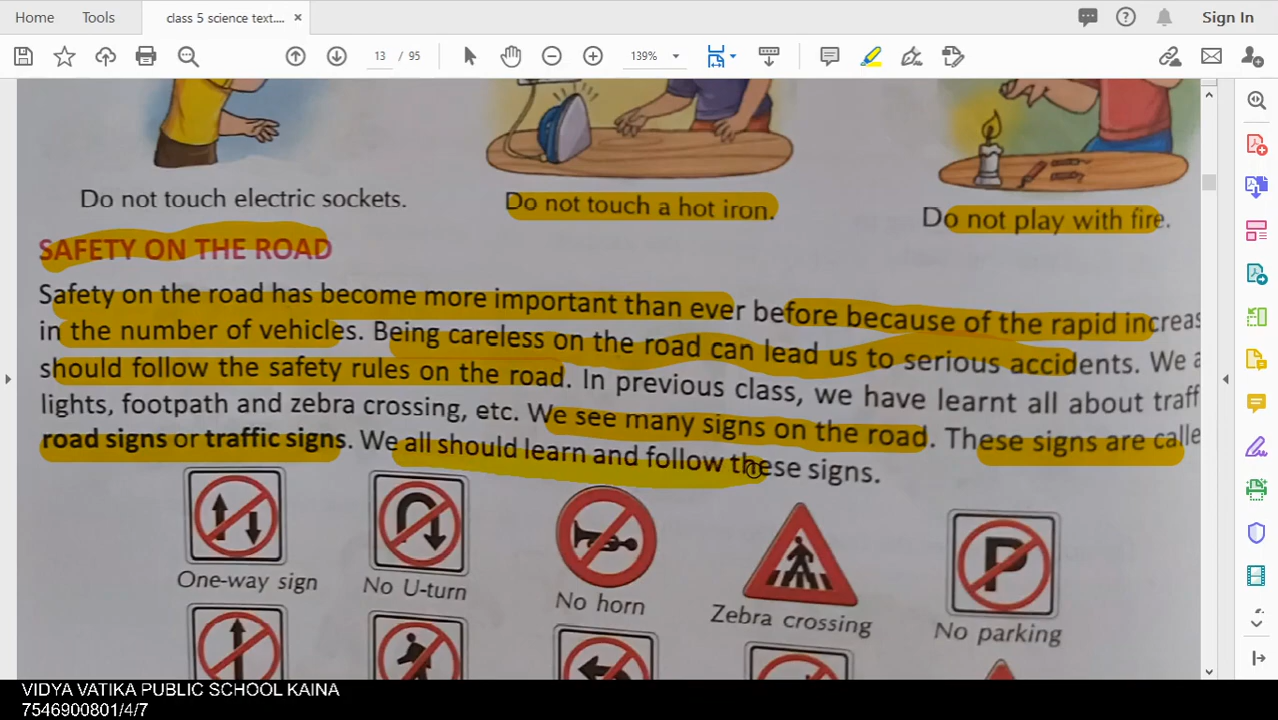 Home Tools class 5 science text.... × Sign In
13 / 95 139%
Do not touch electric sockets. Do not touch a hot iron. Do not play with fire.
SAFETY ON THE ROAD
Safety on the road has become more important than ever before because of the rapid increas
in the number of vehicles. Being careless on the road can lead us to serious accidents. We a
should follow the safety rules on the road. In previous class, we have learnt all about traff
lights, footpath and zebra crossing, etc. We see many signs on the road. These signs are calle
road signs or traffic signs. We all should learn and follow these signs.
P
One-way sign No U-turn No horn Zebra crossing No parking
VIDYA VATIKA PUBLIC SCHOOL KAINA
7546900801/4/7